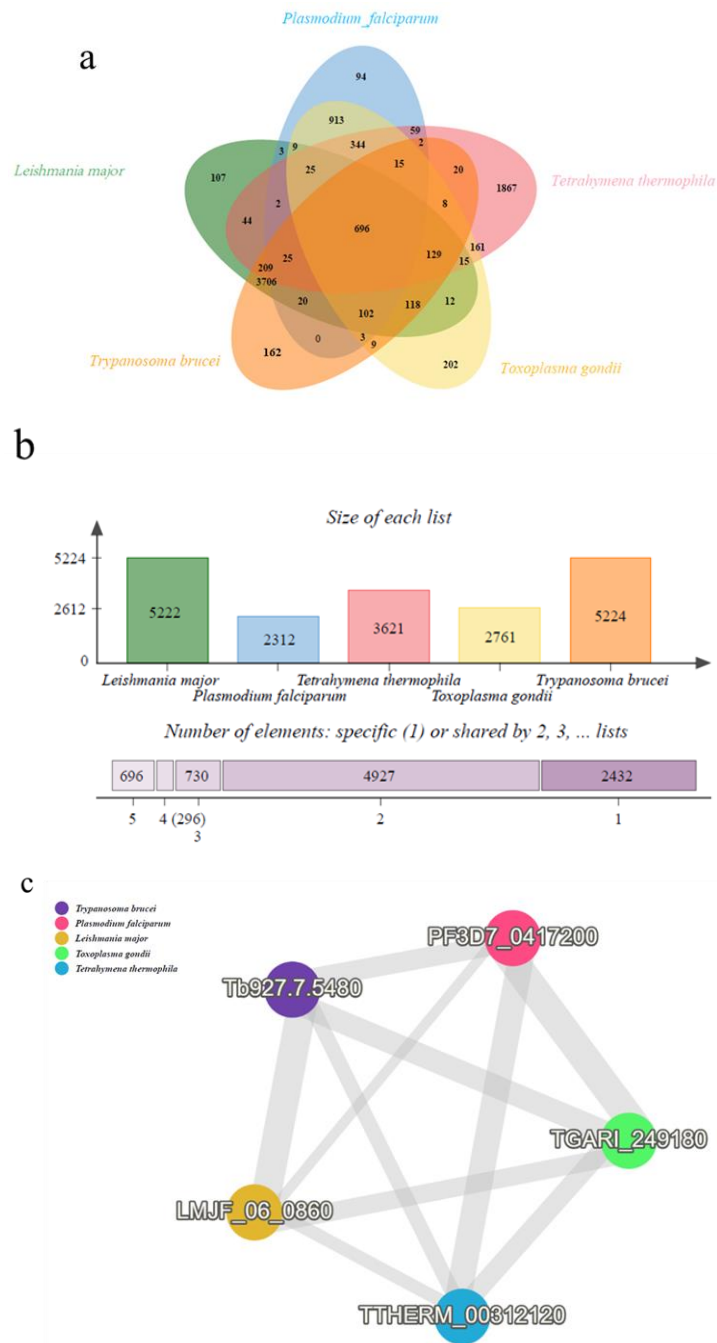 Plasmodium_falciparum
a
94
913
59
2
344
3
9
Leishmania major
107
25
15
20
1867
Tetrahymena thermophila
2
8
44
696
161
129
15
209
25
3706
20
118
12
102
0
3
9
Trypanosoma brucei
162
202
Toxoplasma gondii
b
Size of each list
5224
2612
0
5222
2312
3621
2761
5224
Leishmania major
Plasmodium falciparum
Tetrahymena thermophila
Toxoplasma gondii
Trypanosoma brucei
Number of elements: specific (1) or shared by 2, 3, ... lists
696
730
4927
2432
5
4 (296)
3
2
1
c
Trypanosoma brucei
Plasmodium falciparum
Leishmania major
Toxoplasma gondii
Tetrahymena thermophila
PF3D7_0417200
Tb927.7.5480
TGARI_249180
LMJF_06_0860
TTHERM_00312120